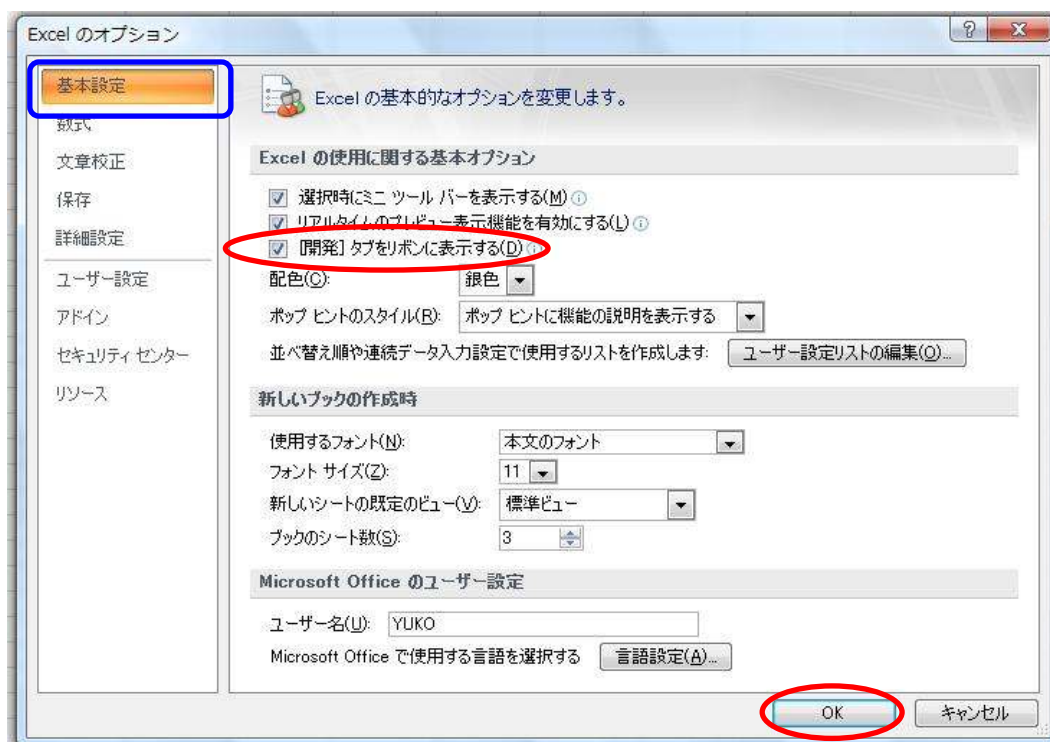 Excel のオプション
基本設定
数式
文章校正
保存
詳細設定
ユーザー設定
アドイン
セキュリティ センター
リソース
Excel の基本的なオプションを変更します。
Excel の使用に関する基本オプション
選択時にミニ ツール バーを表示する(M)
リアルタイムのプレビュー表示機能を有効にする(L)
[開発] タブをリボンに表示する(D)
配色(C): 銀色
ポップ ヒントのスタイル(R): ポップ ヒントに機能の説明を表示する
並べ替え順や連続データ入力設定で使用するリストを作成します: ユーザー設定リストの編集(O)...
新しいブックの作成時
使用するフォント(N): 本文のフォント
フォント サイズ(Z): 11
新しいシートの既定のビュー(V): 標準ビュー
ブックのシート数(S): 3
Microsoft Office のユーザー設定
ユーザー名(U): YUKO
Microsoft Office で使用する言語を選択する 言語設定(A)...
OK キャンセル